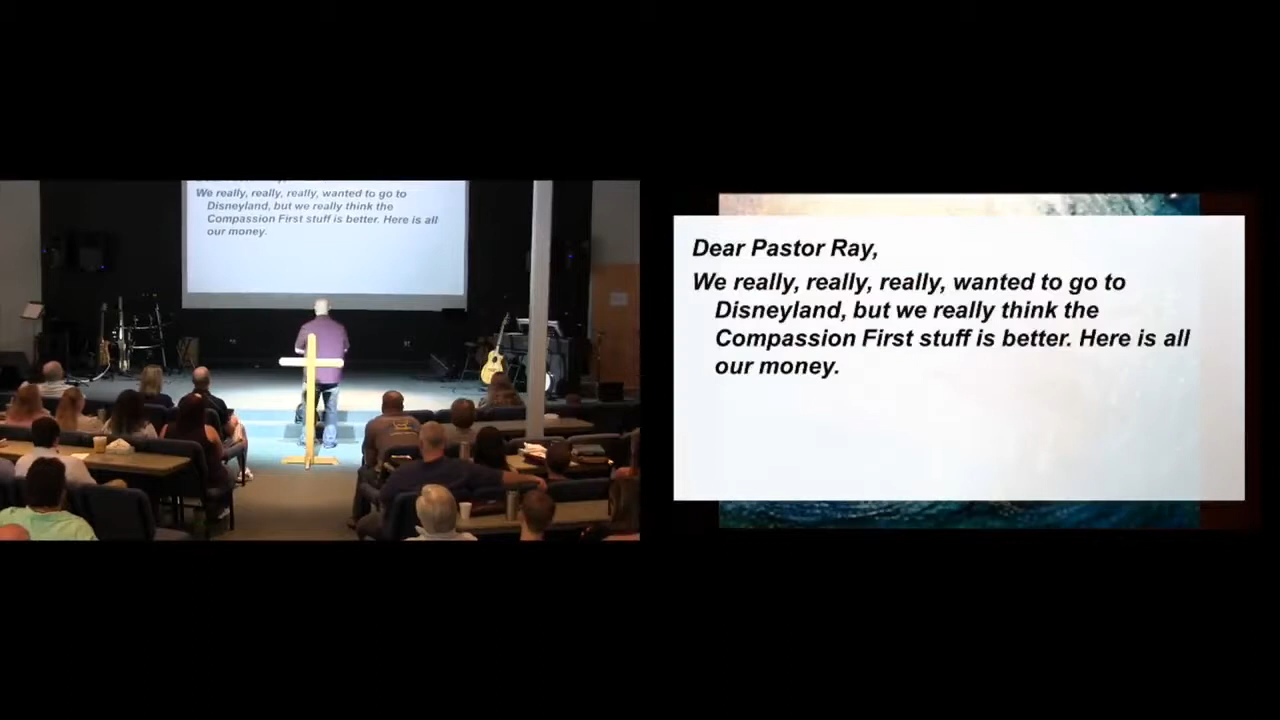 We really, really, really, wanted to go to
Disneyland, but we really think the
Compassion First stuff is better. Here is all
our money.
Dear Pastor Ray,
We really, really, really, wanted to go to
Disneyland, but we really think the
Compassion First stuff is better. Here is all
our money.